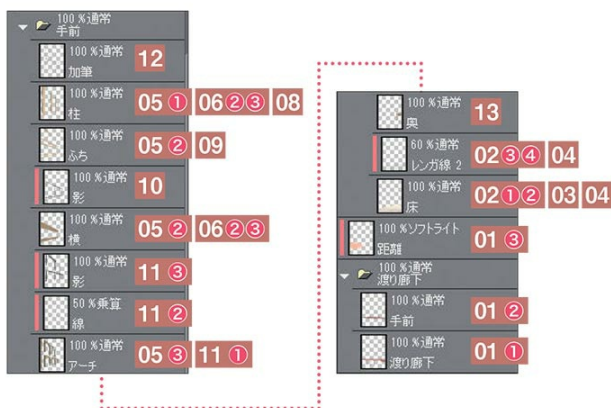 100 %通常
手前
100 %通常
加筆
12
100 %通常
柱
05 ① 06 ②③ 08
100 %通常
ふち
05 ② 09
100 %通常
影
10
100 %通常
横
05 ② 06 ②③
100 %通常
影
11 ③
50 %乗算
線
11 ②
100 %通常
アーチ
05 ③ 11 ①
100 %通常
奥
13
60 %通常
レンガ線 2
02 ③④ 04
100 %通常
床
02 ①② 03 04
100 %ソフトライト
距離
01 ③
100 %通常
渡り廊下
100 %通常
手前
01 ②
100 %通常
渡り廊下
01 ①